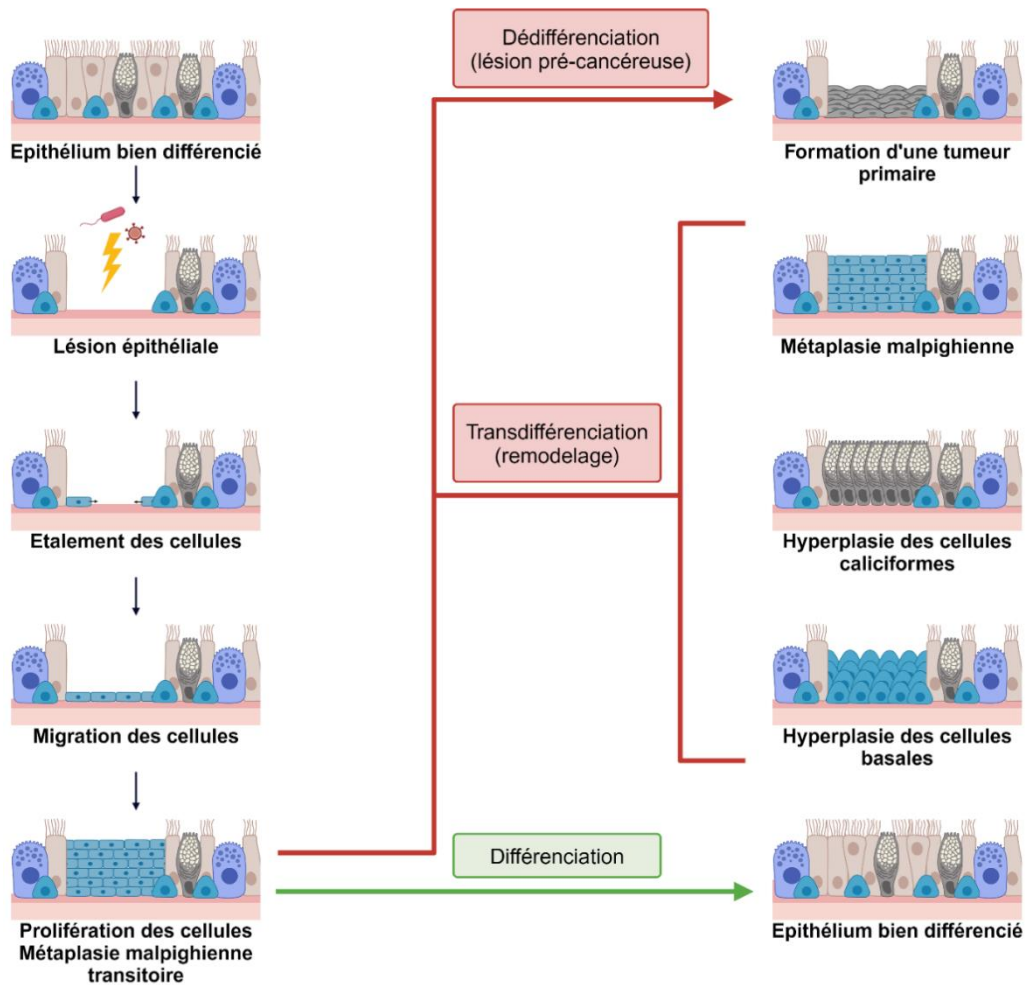 Epithélium bien différencié
Lésion épithéliale
Etalement des cellules
Migration des cellules
Prolifération des cellules
Métaplasie malpighienne
transitoire
Dédifférenciation
(lésion pré-cancéreuse)
Transdifférenciation
(remodelage)
Différenciation
Formation d'une tumeur
primaire
Métaplasie malpighienne
Hyperplasie des cellules
caliciformes
Hyperplasie des cellules
basales
Epithélium bien différencié